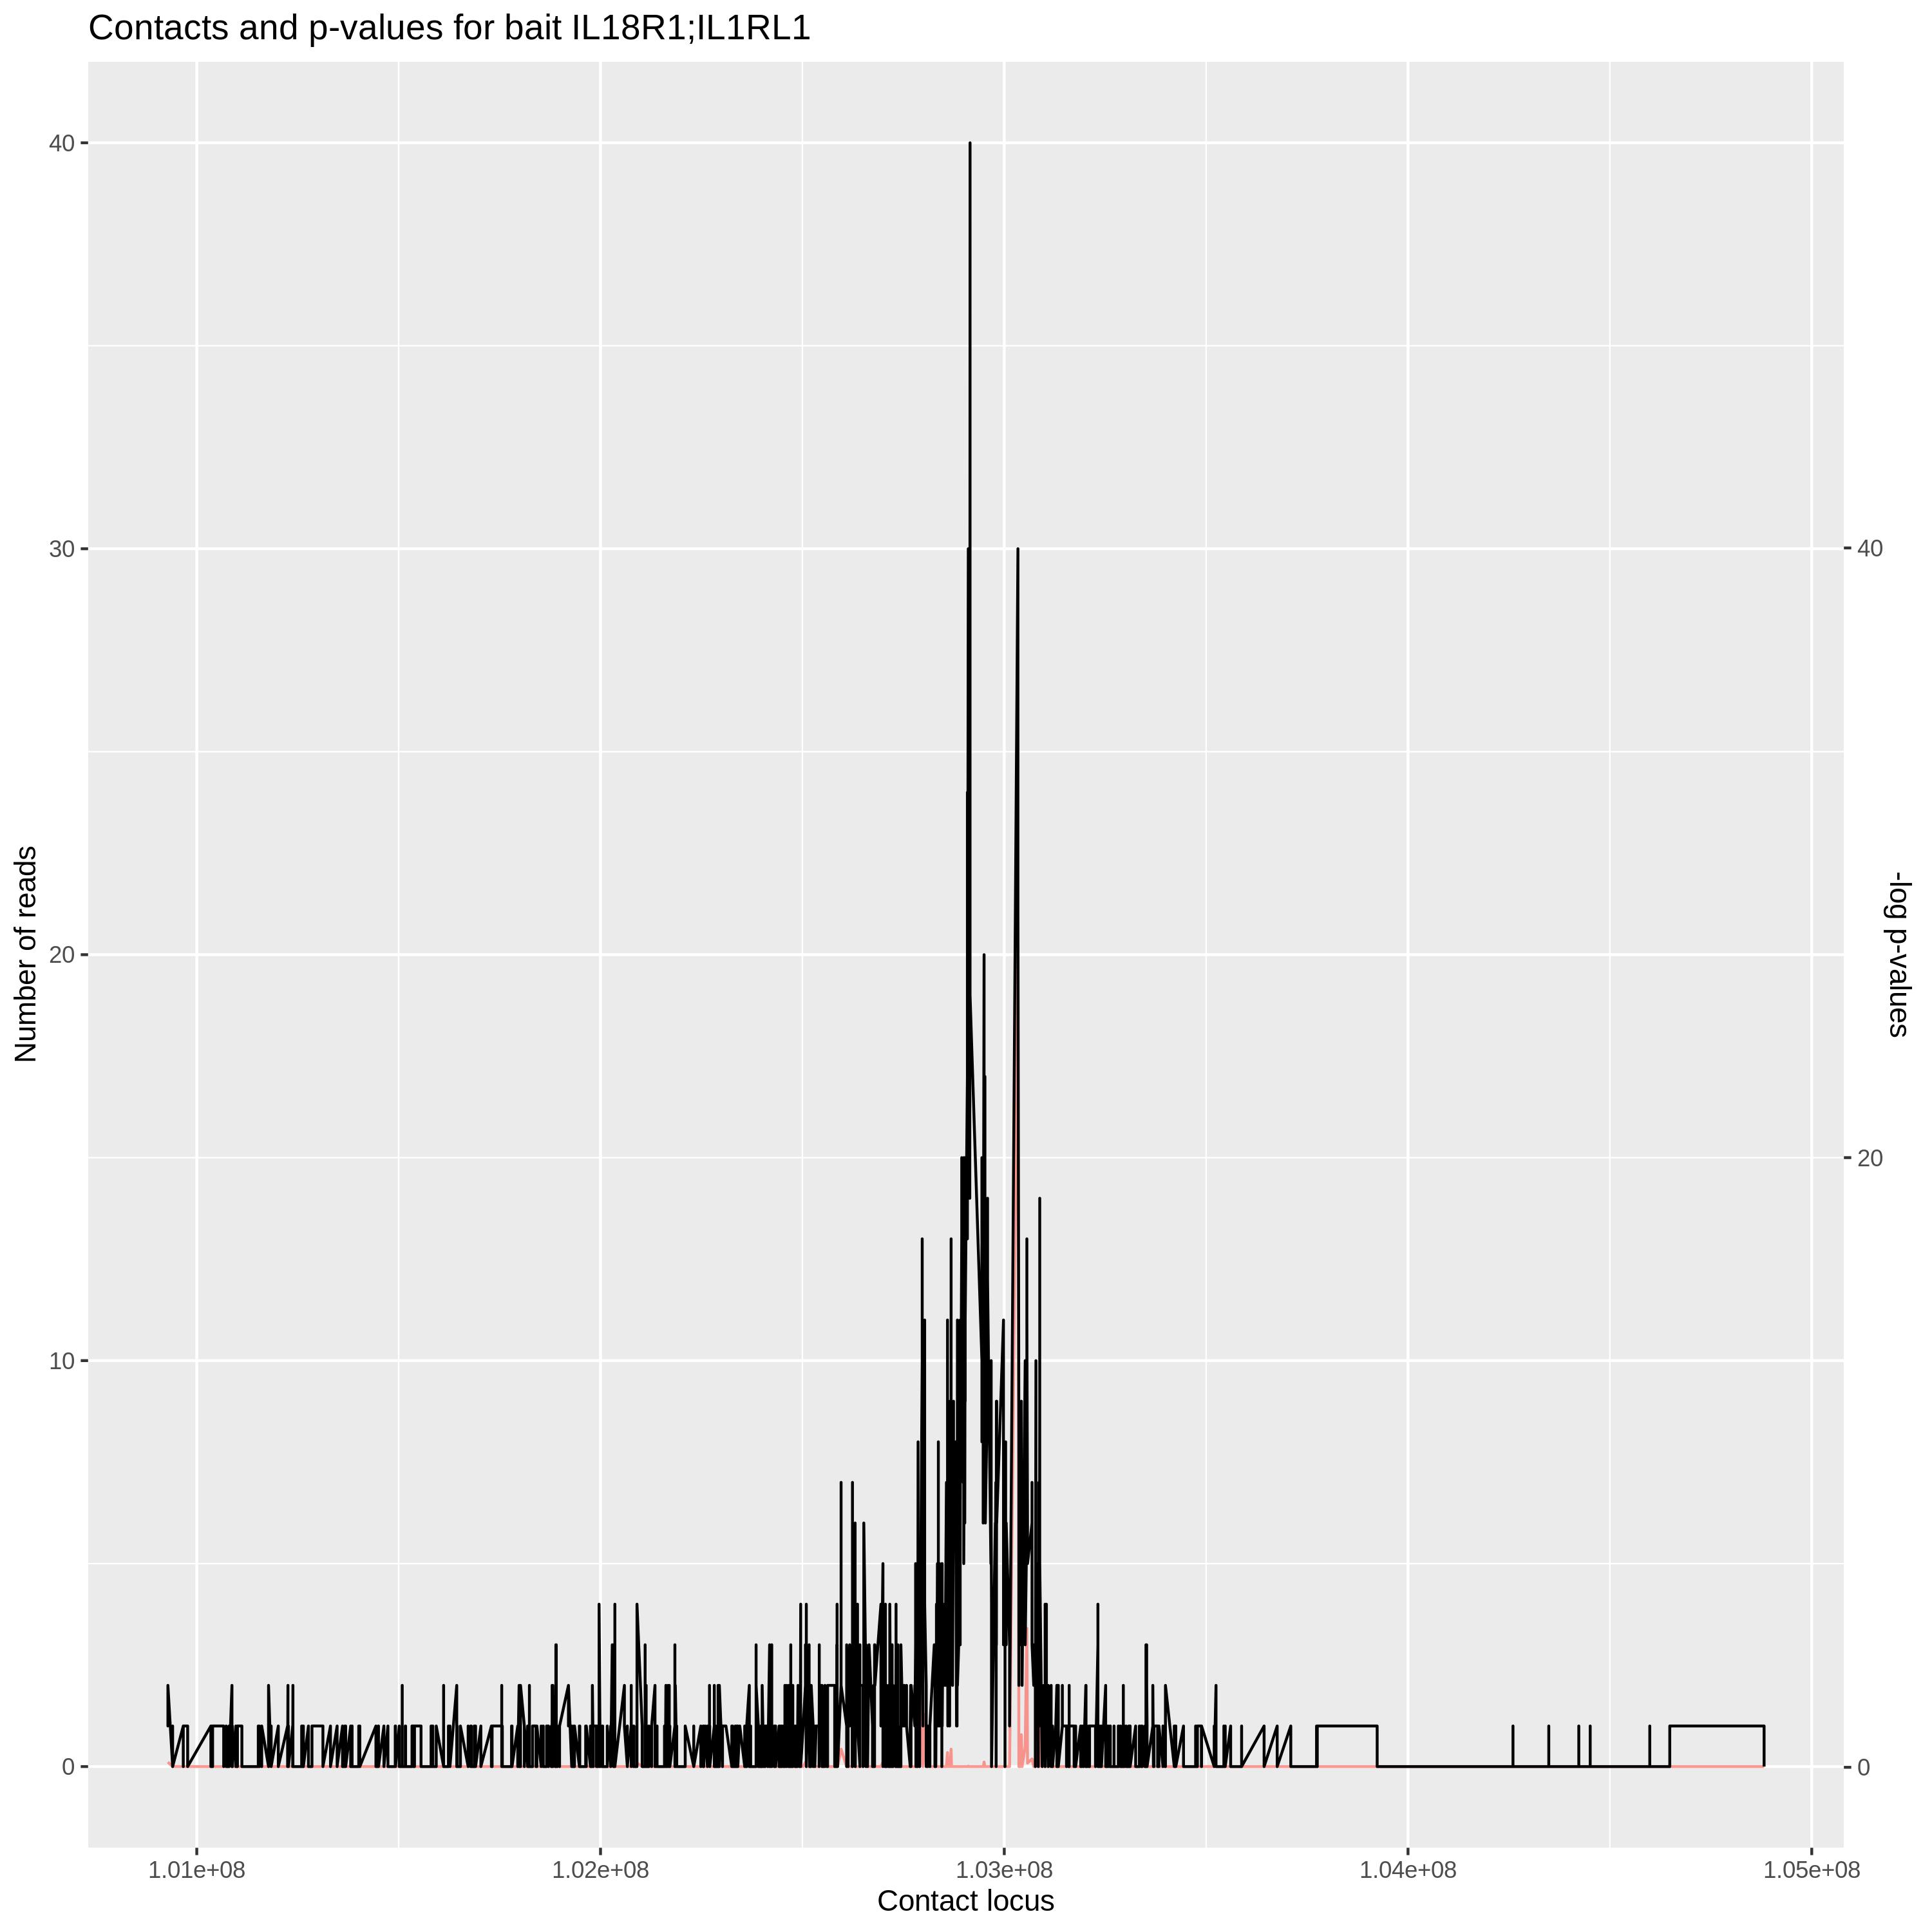 Contacts and p-values for bait IL18R1;IL1RL1
40
30
20
10
0
Number of reads
40
20
0
-log p-values
1.01e+08
1.02e+08
1.03e+08
1.04e+08
1.05e+08
Contact locus